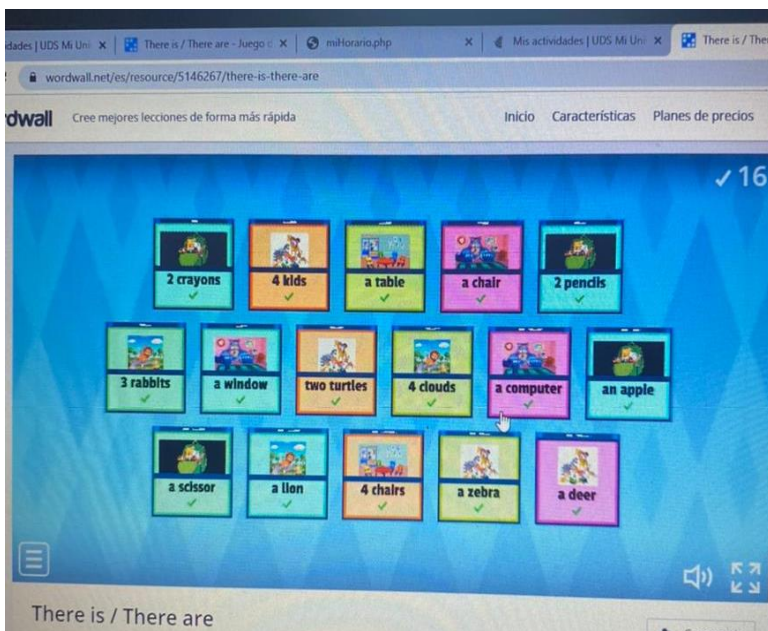 idades | UDS Mi Uni
There is / There are - Juego d
miHorario.php
Mis actividades | UDS Mi Uni
There is / The
wordwall.net/es/resource/5146267/there-is-there-are
rdwall
Cree mejores lecciones de forma más rápida
Inicio Características Planes de precios
16
2 crayons 4 kids a table a chair 2 pencils
3 rabbits a window two turtles 4 clouds a computer an apple
a scissor a lion 4 chairs a zebra a deer
There is / There are